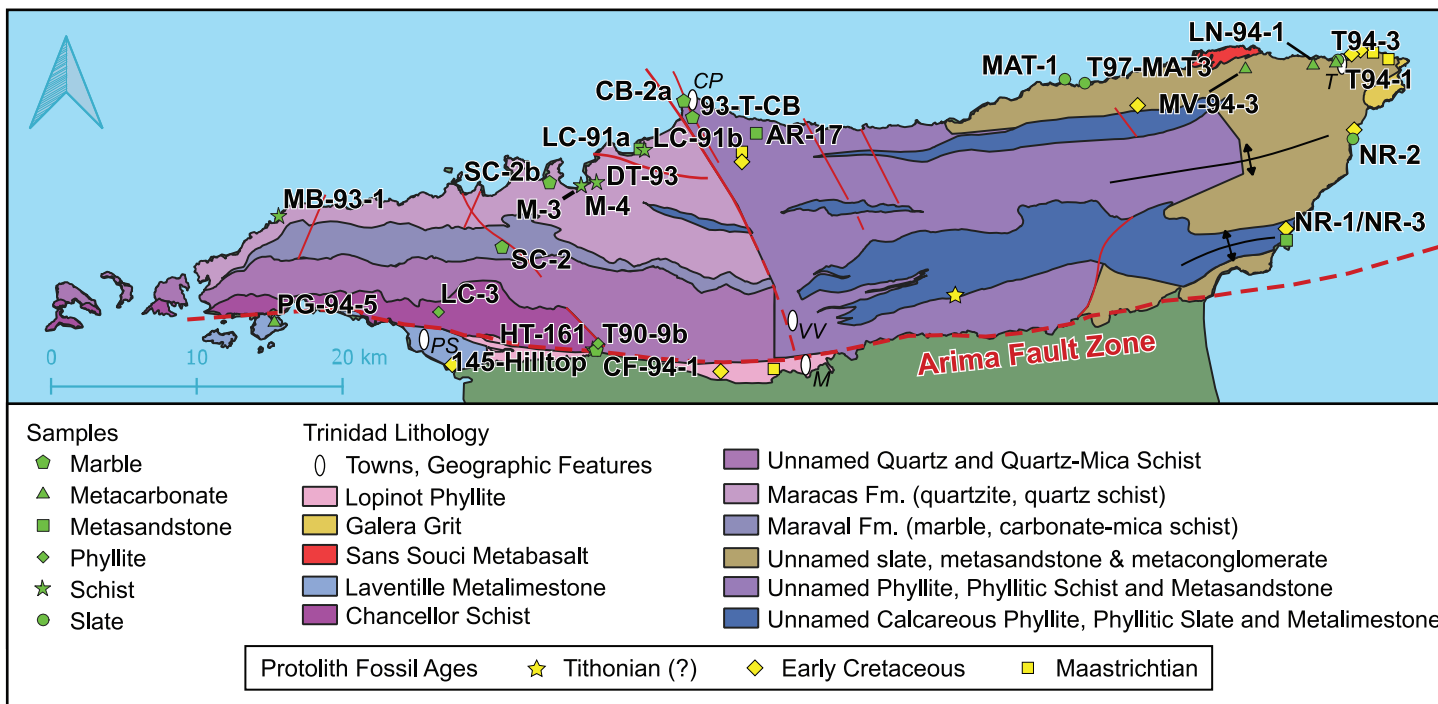 LN-94-1
T94-3
MAT-1
T97-MAT3
T
T94-1
CB-2a
CP
93-T-CB
MV-94-3
LC-91a
LC-91b
AR-17
NR-2
SC-2b
DT-93
MB-93-1
M-3
M-4
NR-1/NR-3
SC-2
PG-94-5
LC-3
HT-161
T90-9b
VV
PS
0
10
20 km
145-Hilltop
CF-94-1
M
Arima Fault Zone
Samples
Marble
Metacarbonate
Metasandstone
Phyllite
Schist
Slate
Trinidad Lithology
Towns, Geographic Features
Lopinot Phyllite
Galera Grit
Sans Souci Metabasalt
Laventille Metalimestone
Chancellor Schist
Unnamed Quartz and Quartz-Mica Schist
Maracas Fm. (quartzite, quartz schist)
Maraval Fm. (marble, carbonate-mica schist)
Unnamed slate, metasandstone & metaconglomerate
Unnamed Phyllite, Phyllitic Schist and Metasandstone
Unnamed Calcareous Phyllite, Phyllitic Slate and Metalimestone
Protolith Fossil Ages
Tithonian (?)
Early Cretaceous
Maastrichtian